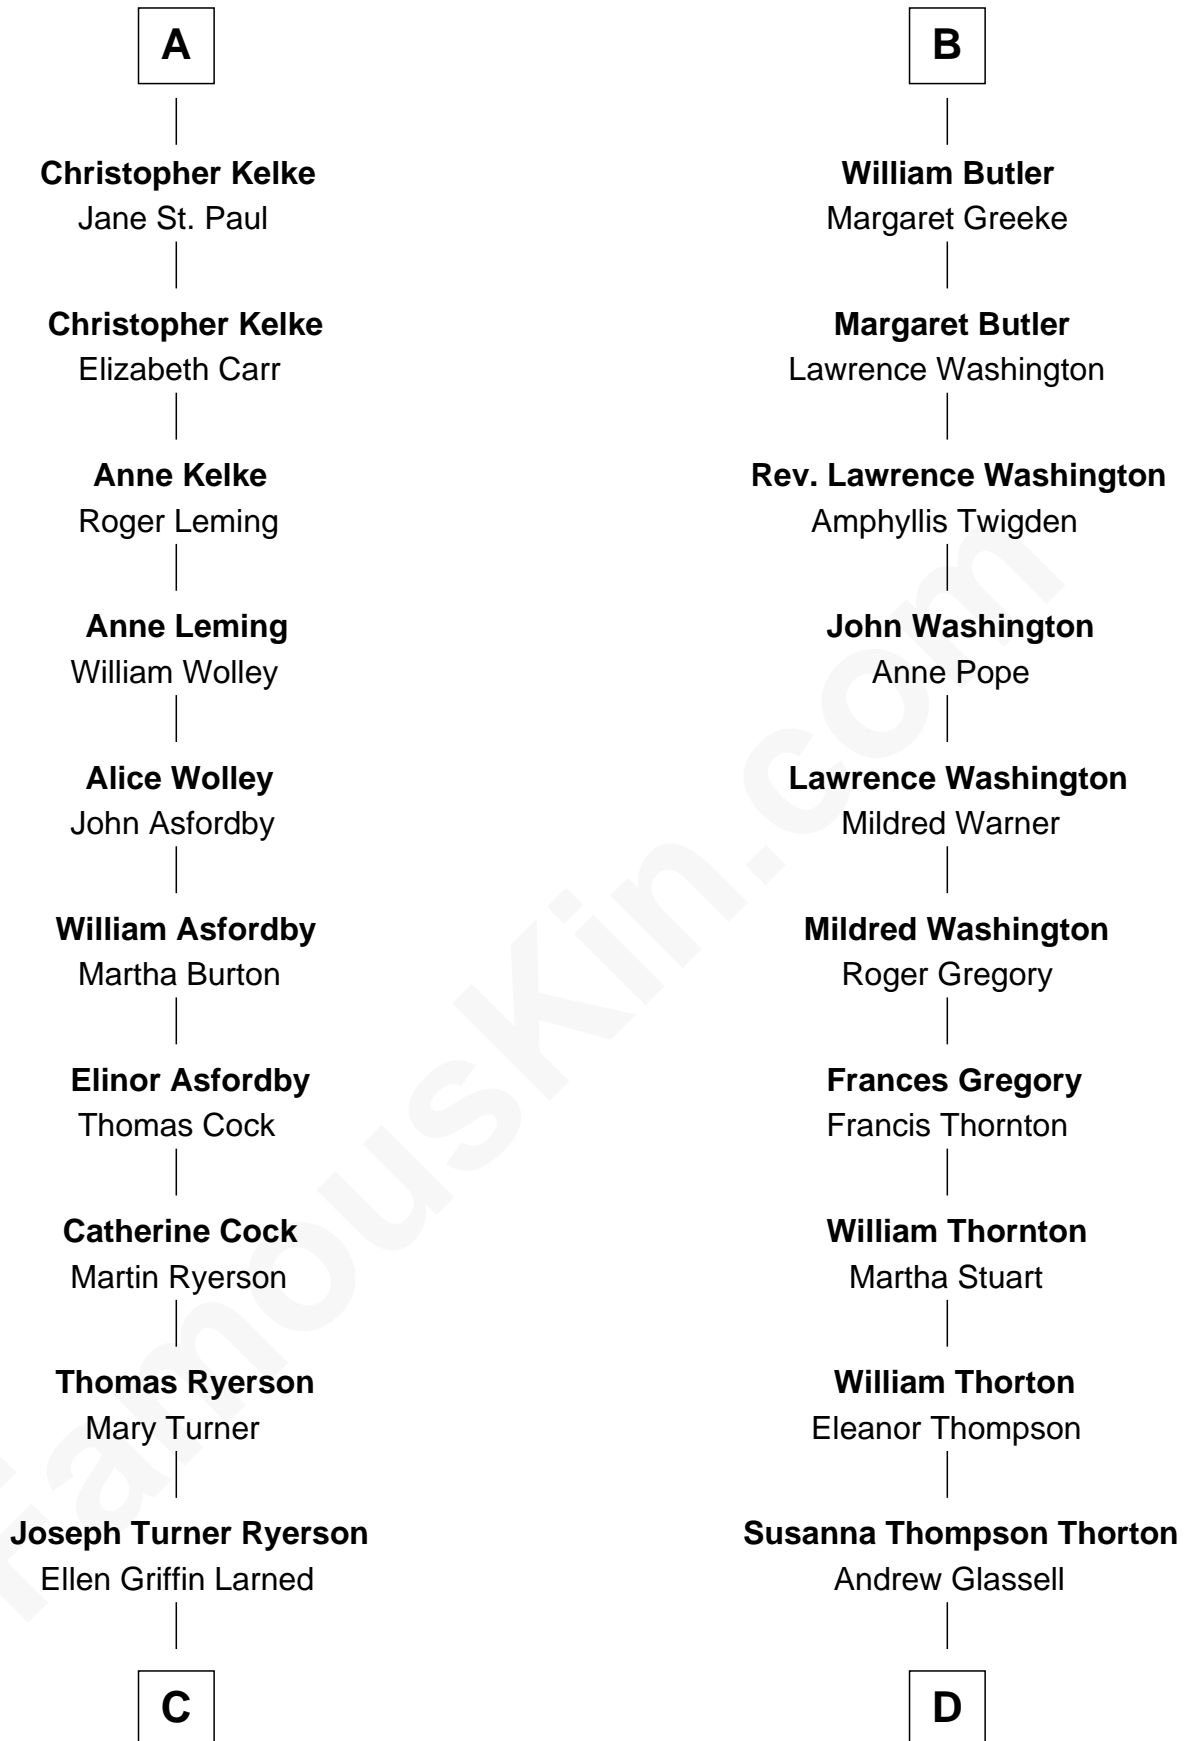 A
Christopher Kelke
Jane St. Paul
Christopher Kelke
Elizabeth Carr
Anne Kelke
Roger Leming
Anne Leming
William Wolley
Alice Wolley
John Asfordby
William Asfordby
Martha Burton
Elinor Asfordby
Thomas Cock
Catherine Cock
Martin Ryerson
Thomas Ryerson
Mary Turner
Joseph Turner Ryerson
Ellen Griffin Larned
C
B
William Butler
Margaret Greeke
Margaret Butler
Lawrence Washington
Rev. Lawrence Washington
Amphyllis Twigden
John Washington
Anne Pope
Lawrence Washington
Mildred Warner
Mildred Washington
Roger Gregory
Frances Gregory
Francis Thornton
William Thornton
Martha Stuart
William Thorton
Eleanor Thompson
Susanna Thompson Thorton
Andrew Glassell
D
FamousKin.com